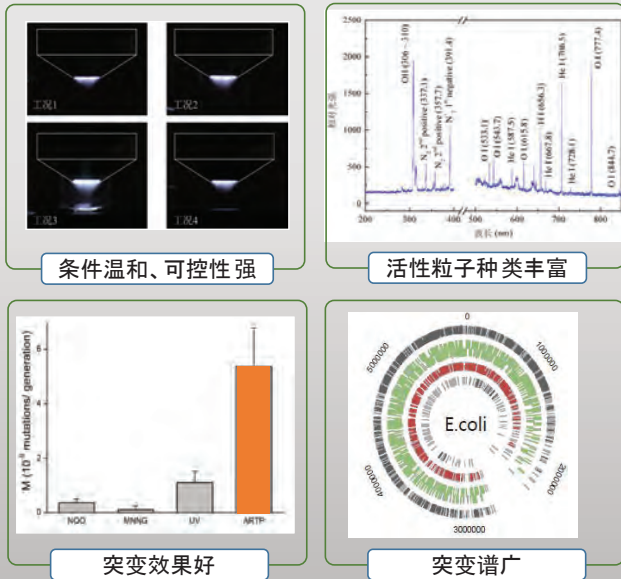 工况1
工况2
工况3
工况4
条件温和、可控性强
相对光强
2500
2000
1500
1000
500
0
OH (306～310)
N₂ 2ⁿᵈ positive (337.1)
N₂ 2ⁿᵈ positive (357.7)
N₂⁺ 1ˢᵗ negative (391.4)
O I (533.1)
O I (543.7)
He I (587.5)
O I (615.8)
H I (656.3)
He I (667.8)
He I (706.5)
He I (728.1)
O I (777.4)
O I (844.7)
200
300
400
500
600
700
800
波长 (nm)
活性粒子种类丰富
M (10⁻⁸ mutations/ generation)
6
4
2
0
NQO
MNNG
UV
ARTP
突变效果好
0
1000000
2000000
3000000
4000000
5000000
E.coli
突变谱广